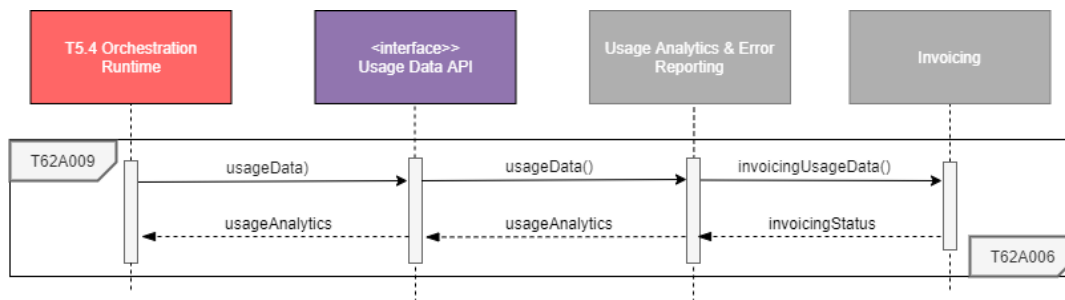 T5.4 Orchestration
Runtime
<interface>>
Usage Data API
Usage Analytics & Error
Reporting
Invoicing
T62A009
usageData)
usageData()
invoicingUsageData()
usageAnalytics
usageAnalytics
invoicingStatus
T62A006